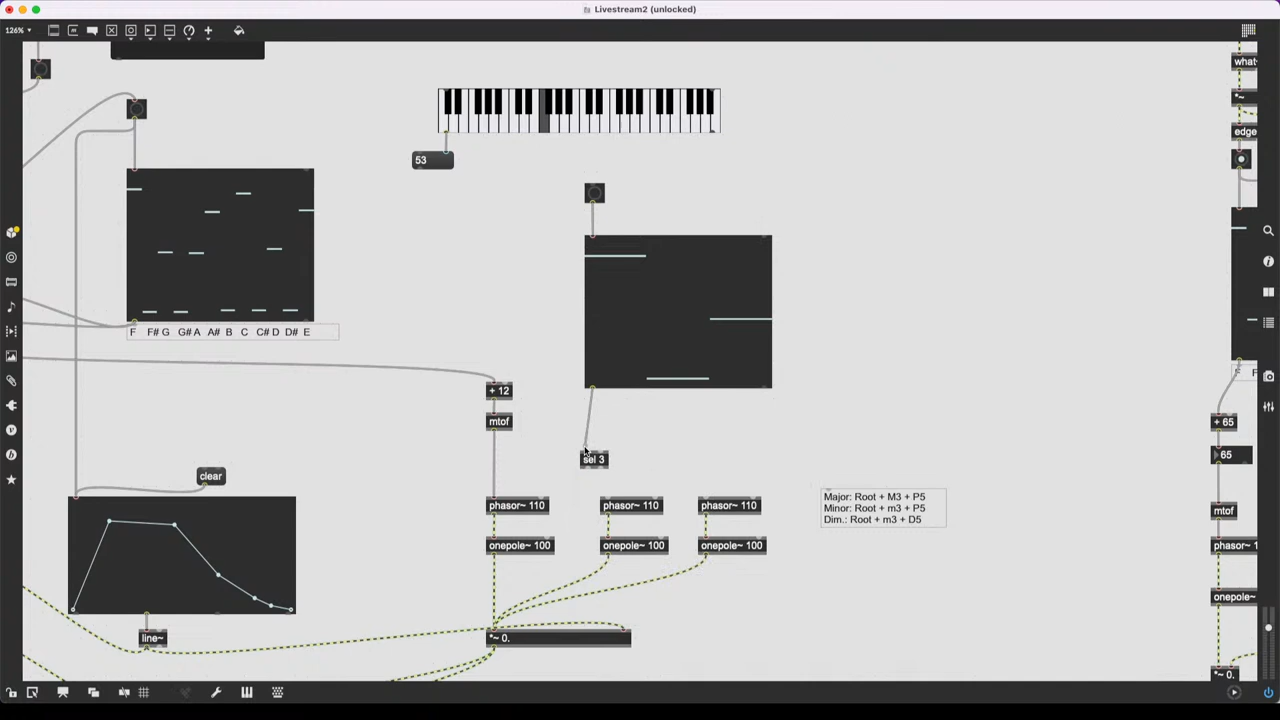 Livestream2 (unlocked)
126%
53
F F# G G# A A# B C C# D D# E
+ 12
mtof
sel 3
clear
phasor~ 110
phasor~ 110
phasor~ 110
onepole~ 100
onepole~ 100
onepole~ 100
Major: Root + M3 + P5
Minor: Root + m3 + P5
Dim.: Root + m3 + D5
line~
*~ 0.
what
*~
edge
+ 65
65
mtof
phasor~ 1
onepole~
*~ 0.